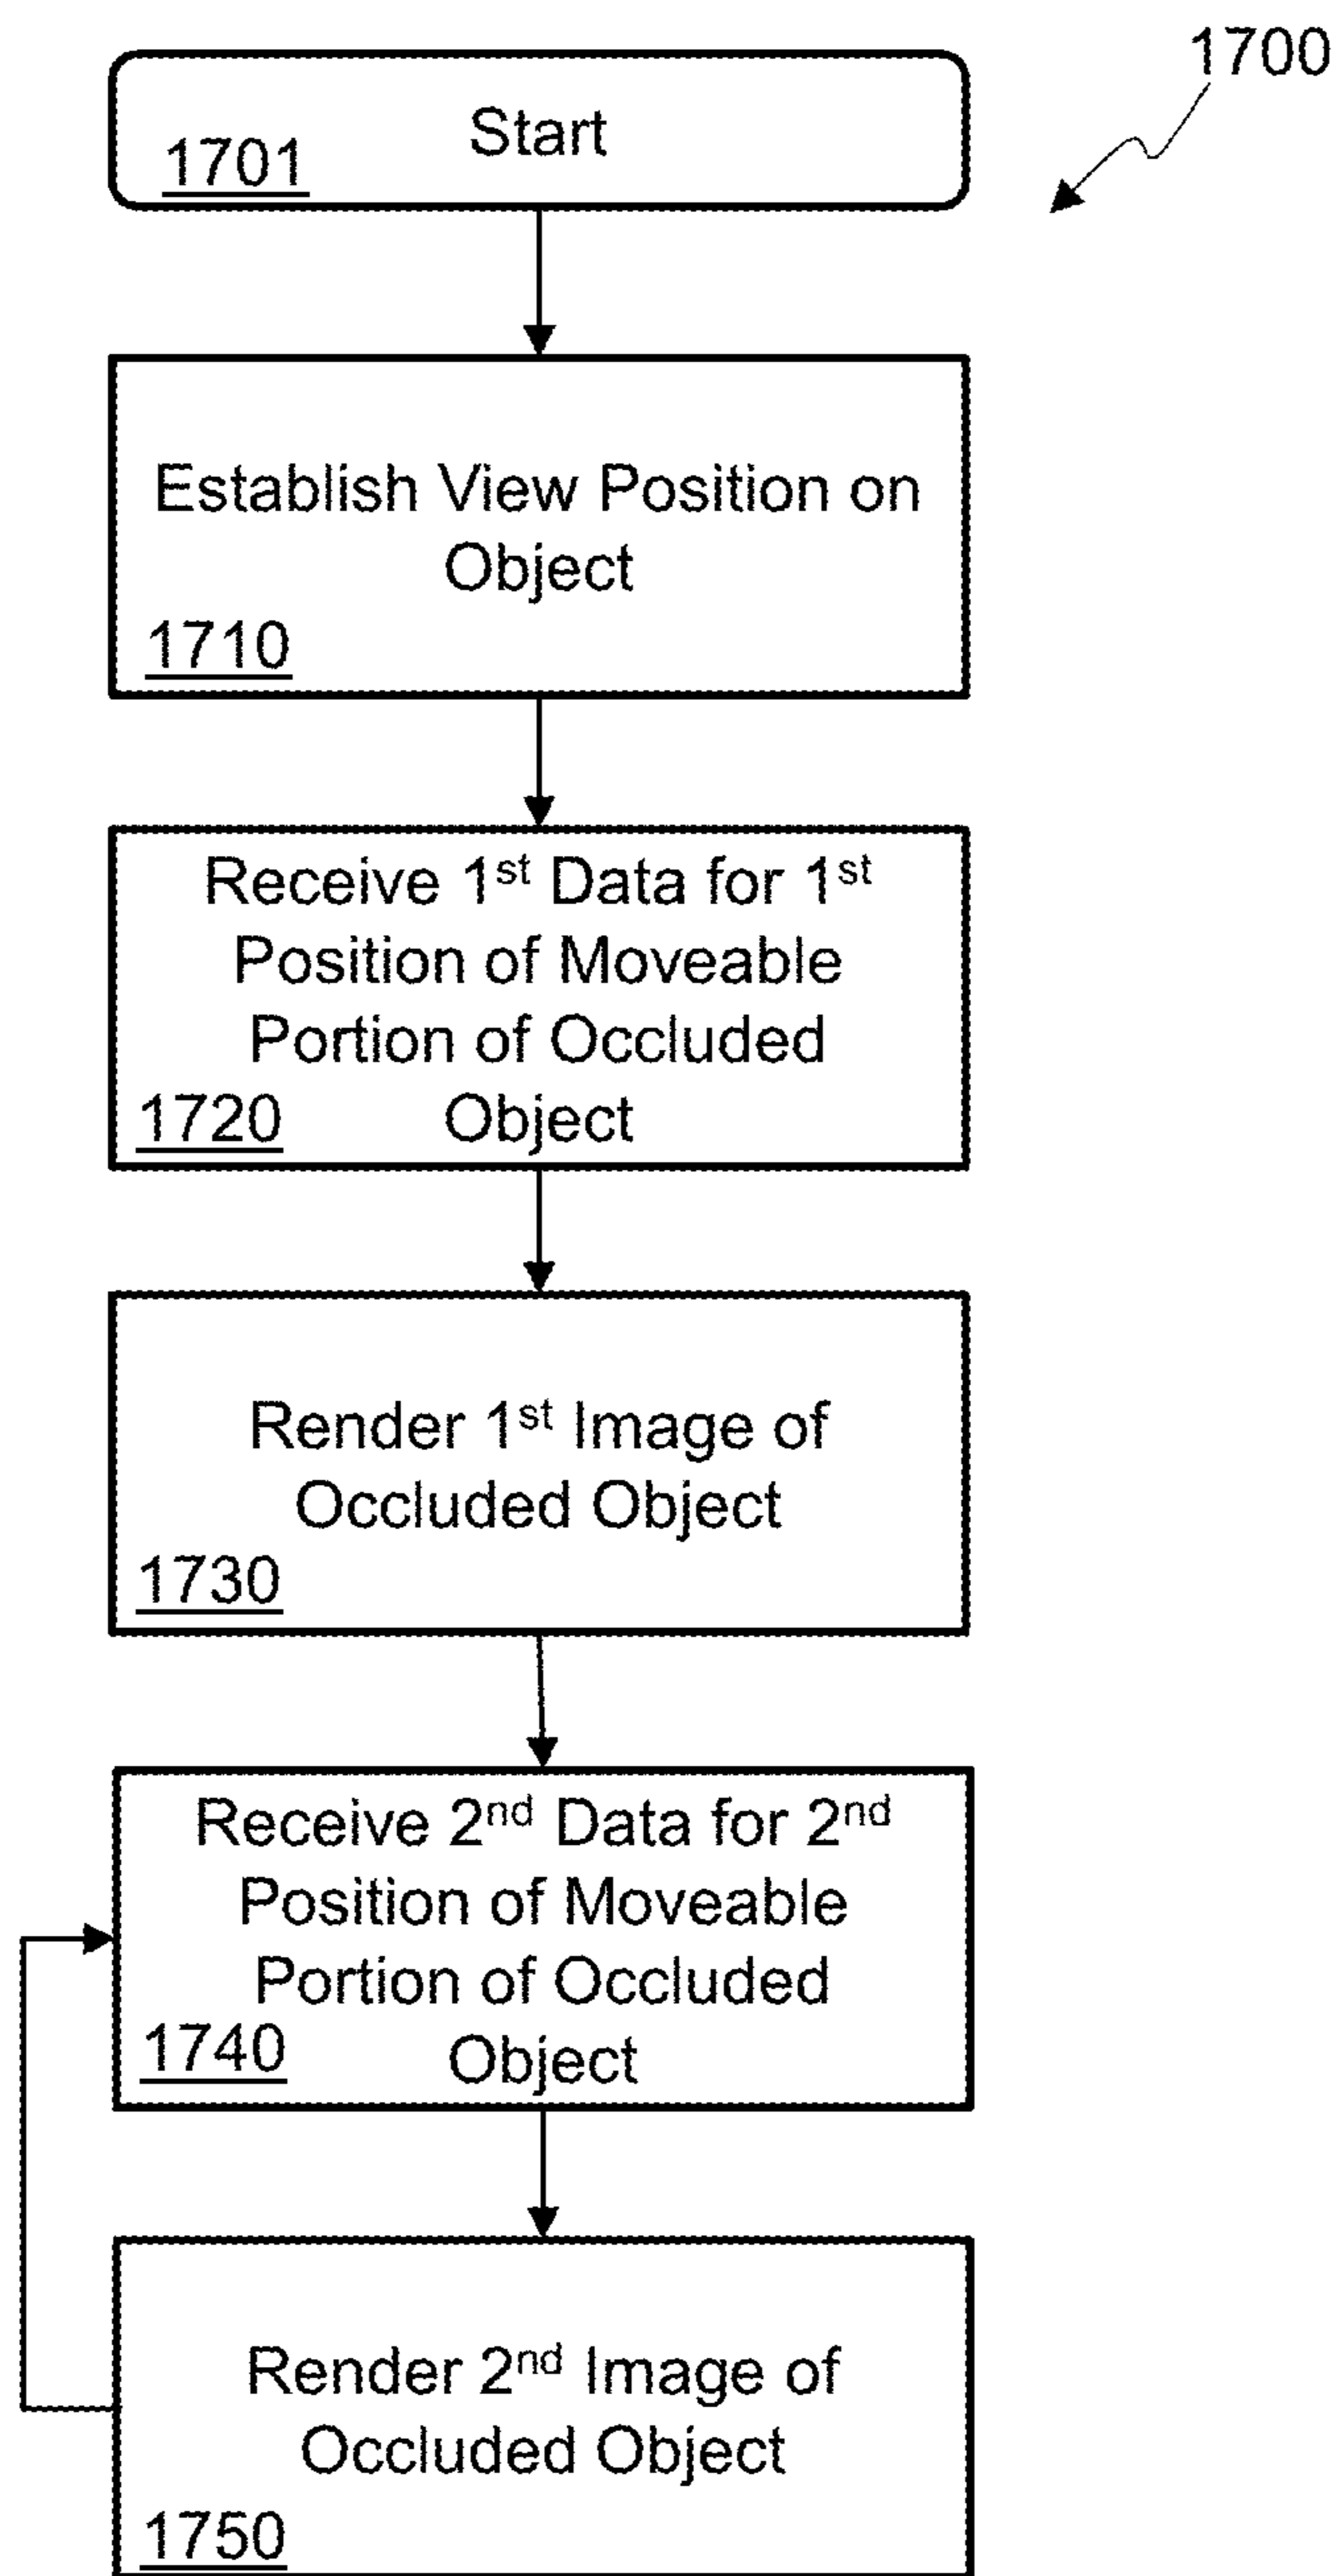 1700
Start
1701
Establish View Position on
Object
1710
Receive 1st Data for 1st
Position of Moveable
Portion of Occluded
Object
1720
Render 1st Image of
Occluded Object
1730
Receive 2nd Data for 2nd
Position of Moveable
Portion of Occluded
Object
1740
Render 2nd Image of
Occluded Object
1750